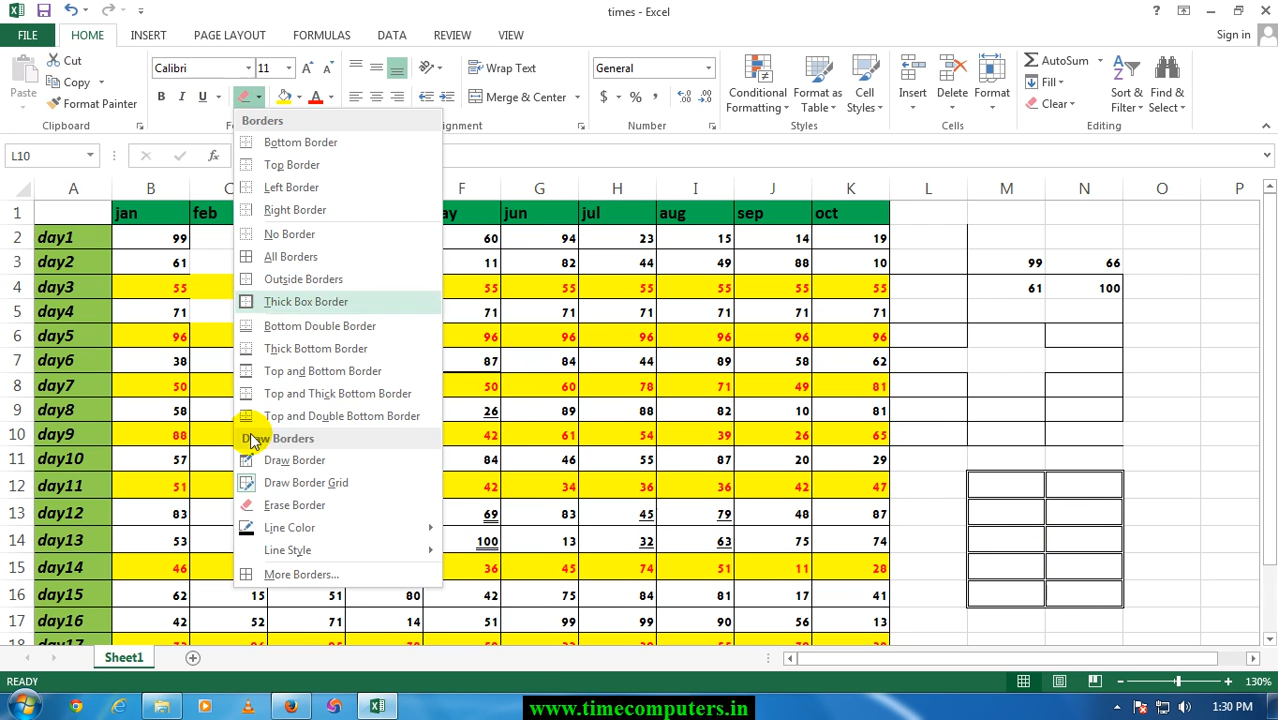 times - Excel
FILE HOME INSERT PAGE LAYOUT FORMULAS DATA REVIEW VIEW Sign in
Cut Calibri 11 Wrap Text General AutoSum
Paste Copy Conditional Formatting Format as Table Cell Styles Insert Delete Format Fill Sort & Filter Find & Select
Format Painter B I U A Merge & Center $ % , Clear
Clipboard Number Styles Cells Editing
L10 fx
Borders
Bottom Border
Top Border
Left Border
Right Border
No Border
All Borders
Outside Borders
Thick Box Border
Bottom Double Border
Thick Bottom Border
Top and Bottom Border
Top and Thick Bottom Border
Top and Double Bottom Border
Borders
Draw Border
Draw Border Grid
Erase Border
Line Color
Line Style
More Borders...
A B F G H I J K L M N O P
1 jan feb jun jul aug sep oct
2 day1 99 60 94 23 15 14 19
3 day2 61 11 82 44 49 88 10 99 66
4 day3 55 55 55 55 55 55 55 61 100
5 day4 71 71 71 71 71 71 71
6 day5 96 96 96 96 96 96 96
7 day6 38 87 84 44 89 58 62
8 day7 50 50 60 78 71 49 81
9 day8 58 26 89 88 82 10 81
10 day9 88 42 61 54 39 26 65
11 day10 57 84 46 55 87 20 29
12 day11 51 42 34 36 36 42 47
13 day12 83 69 83 45 79 48 87
14 day13 53 100 13 32 63 75 74
15 day14 46 36 45 74 51 11 28
16 day15 62 15 51 80 42 75 84 81 17 41
17 day16 42 52 71 14 51 99 99 90 56 13
18 day17
Sheet1
READY 130%
www.timecomputers.in 1:30 PM